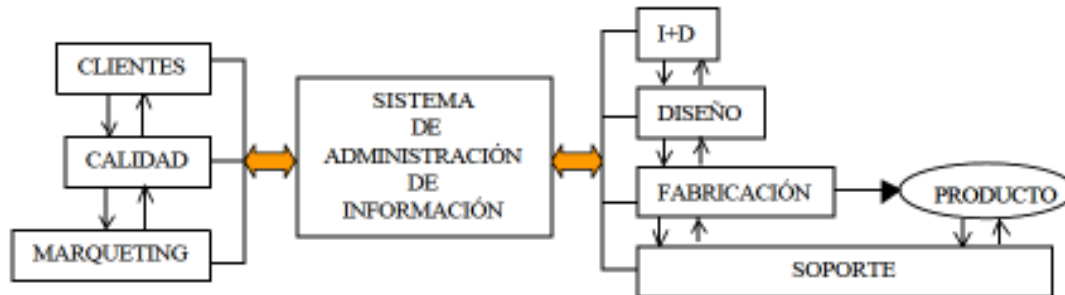 CLIENTES
CALIDAD
MARQUETING
SISTEMA
DE
ADMINISTRACIÓN
DE
INFORMACIÓN
I+D
DISEÑO
FABRICACIÓN
PRODUCTO
SOPORTE